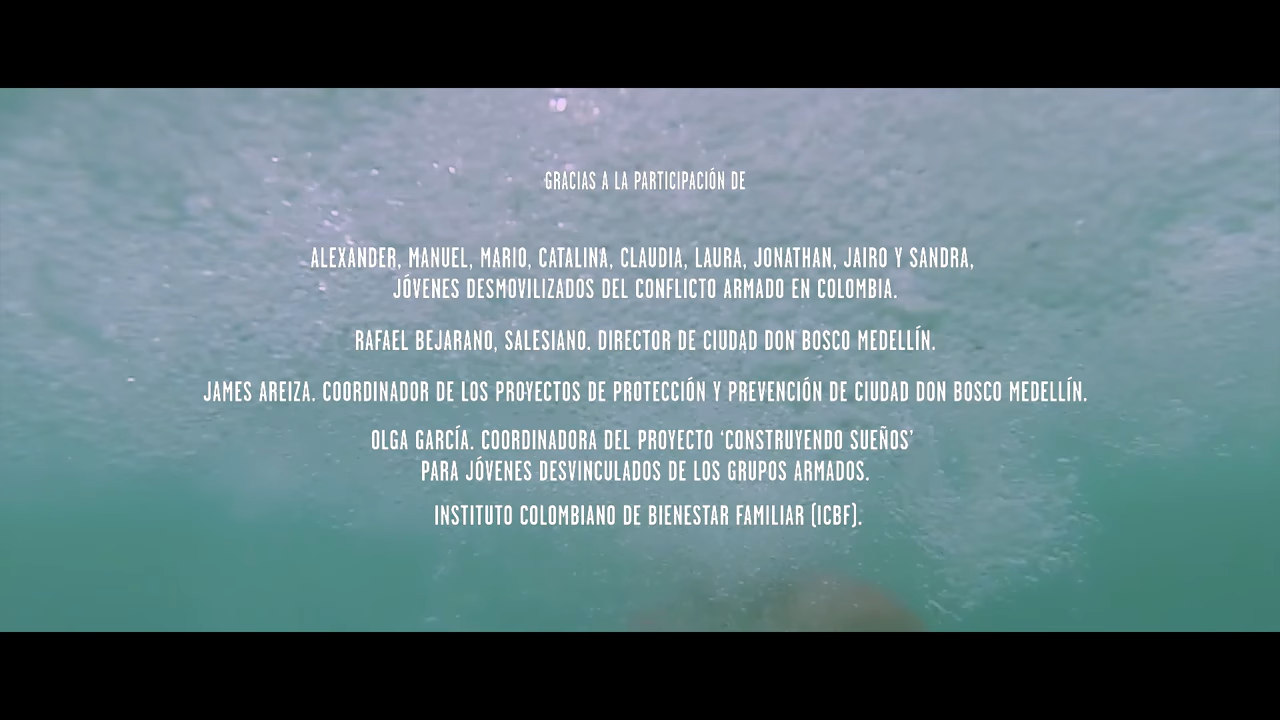 GRACIAS A LA PARTICIPACIÓN DE
ALEXANDER, MANUEL, MARIO, CATALINA, CLAUDIA, LAURA, JONATHAN, JAIRO Y SANDRA,
JÓVENES DESMOVILIZADOS DEL CONFLICTO ARMADO EN COLOMBIA.
RAFAEL BEJARANO, SALESIANO. DIRECTOR DE CIUDAD DON BOSCO MEDELLÍN.
JAMES AREIZA. COORDINADOR DE LOS PROYECTOS DE PROTECCIÓN Y PREVENCIÓN DE CIUDAD DON BOSCO MEDELLÍN.
OLGA GARCÍA. COORDINADORA DEL PROYECTO ‘CONSTRUYENDO SUEÑOS’
PARA JÓVENES DESVINCULADOS DE LOS GRUPOS ARMADOS.
INSTITUTO COLOMBIANO DE BIENESTAR FAMILIAR (ICBF).